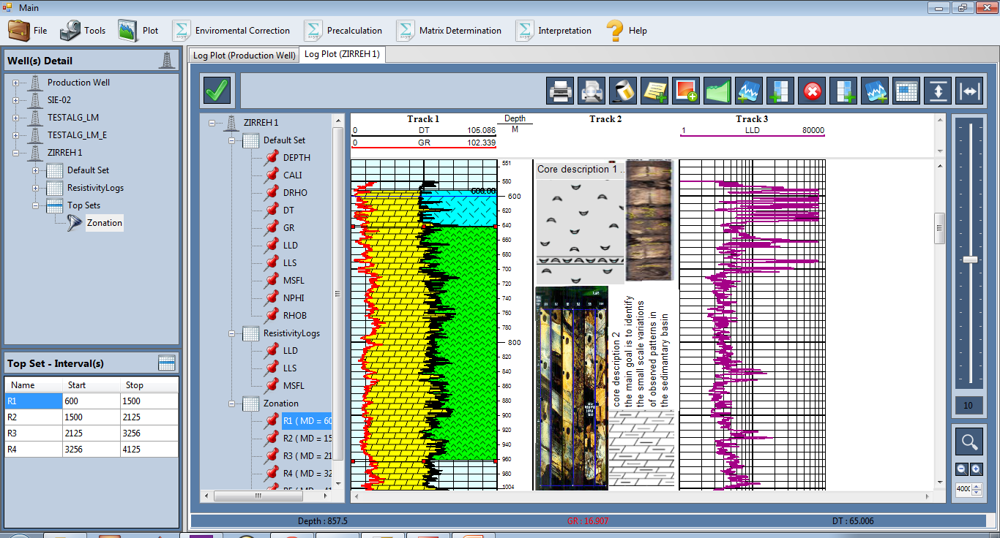 Main
File
Tools
Plot
Enviromental Correction
Precalculation
Matrix Determination
Interpretation
Help
Well(s) Detail
Production Well
SIE-02
TESTALG_LM
TESTALG_LM_E
ZIRREH 1
Default Set
ResistivityLogs
Top Sets
Zonation
Top Set - Interval(s)
Name Start Stop
R1 600 1500
R2 1500 2125
R3 2125 3256
R4 3256 4125
Log Plot (Production Well)
Log Plot (ZIRREH 1)
ZIRREH 1
Default Set
DEPTH
CALI
DRHO
DT
GR
LLD
LLS
MSFL
NPHI
RHOB
ResistivityLogs
LLD
LLS
MSFL
Zonation
R1 ( MD = 60
R2 ( MD = 15
R3 ( MD = 21
R4 ( MD = 32
Track 1
0 DT 105.086
0 GR 102.339
Depth
M
Track 2
Track 3
1 LLD 80000
600.00
551
580
600
620
640
660
680
700
720
740
760
780
800
820
840
860
880
900
920
940
960
980
1004
Core description 1 ..
core description 2
the main goal is to identify
the small scale variations
of observed patterns in
the sedimantary basin
10
400
Depth : 857.5
GR : 16.907
DT : 65.006